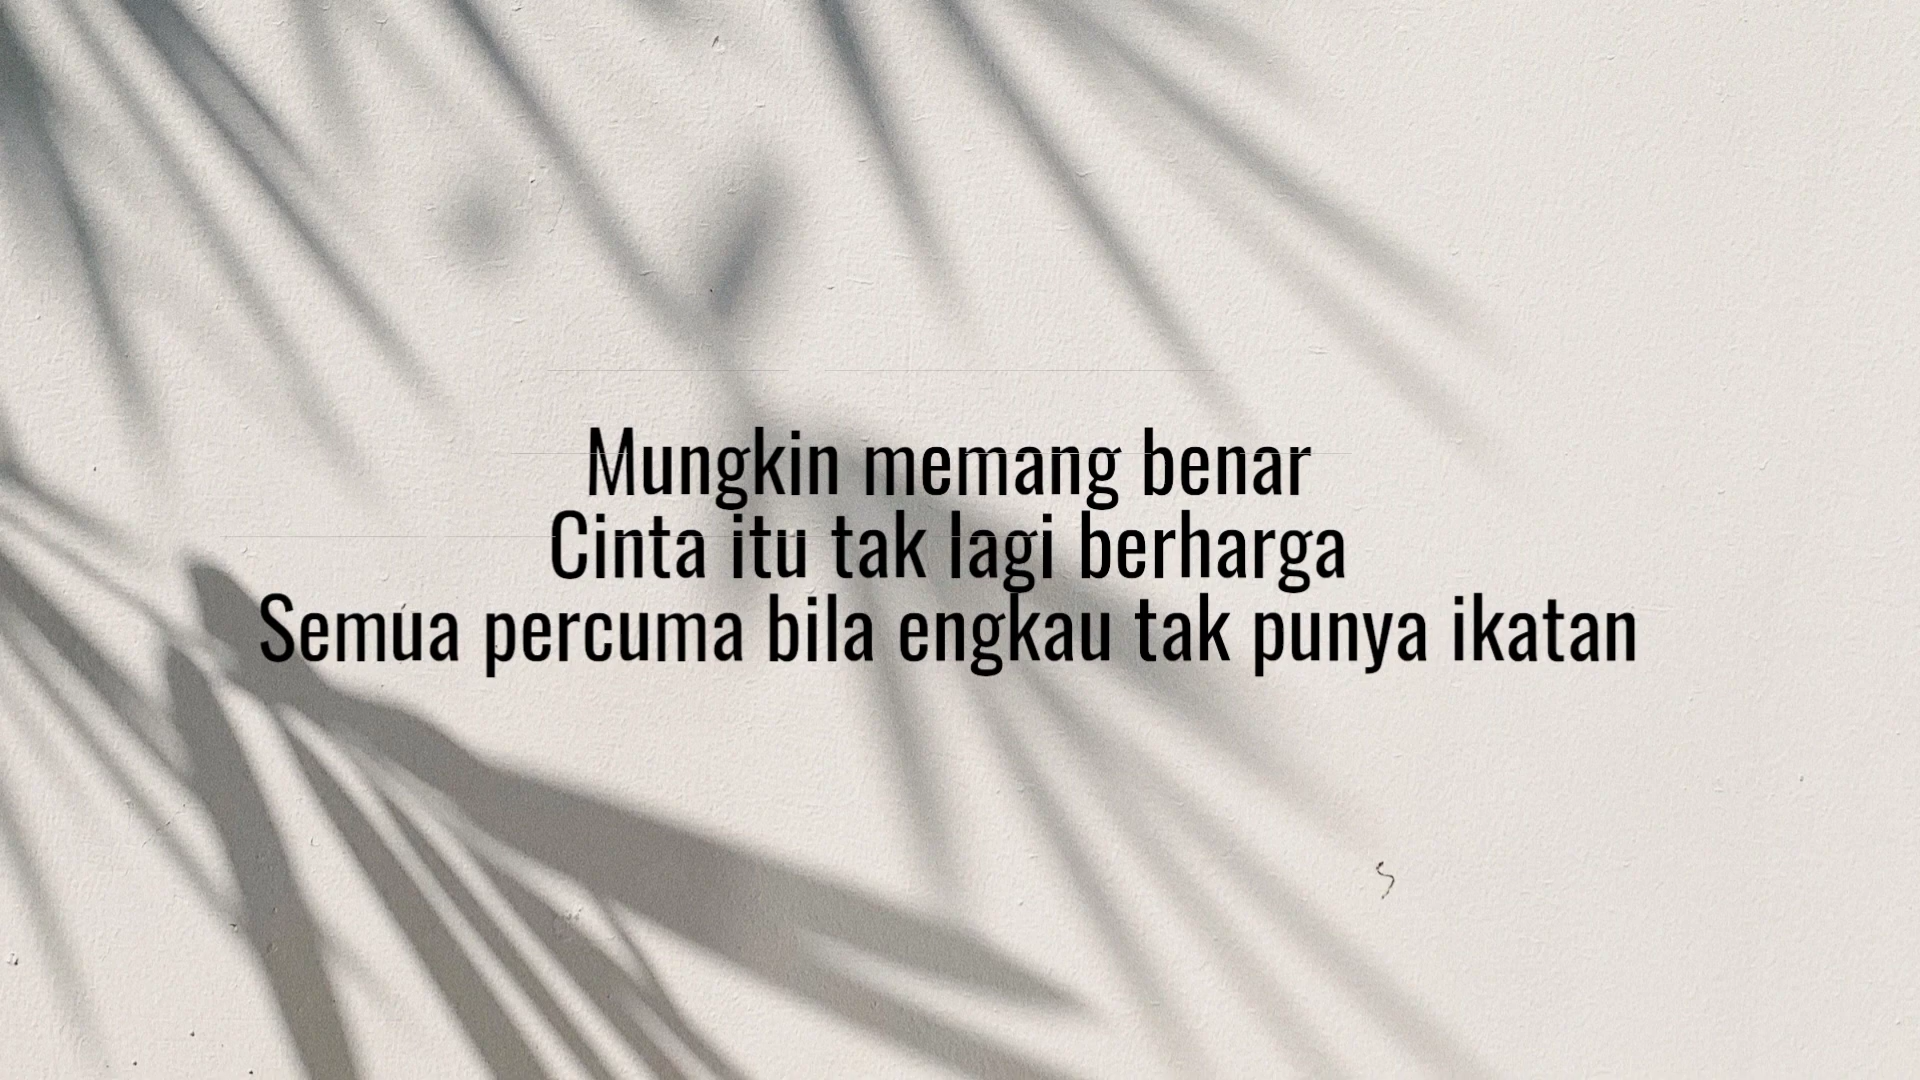 Mungkin memang benar
Cinta itu tak lagi berharga
Semua percuma bila engkau tak punya ikatan